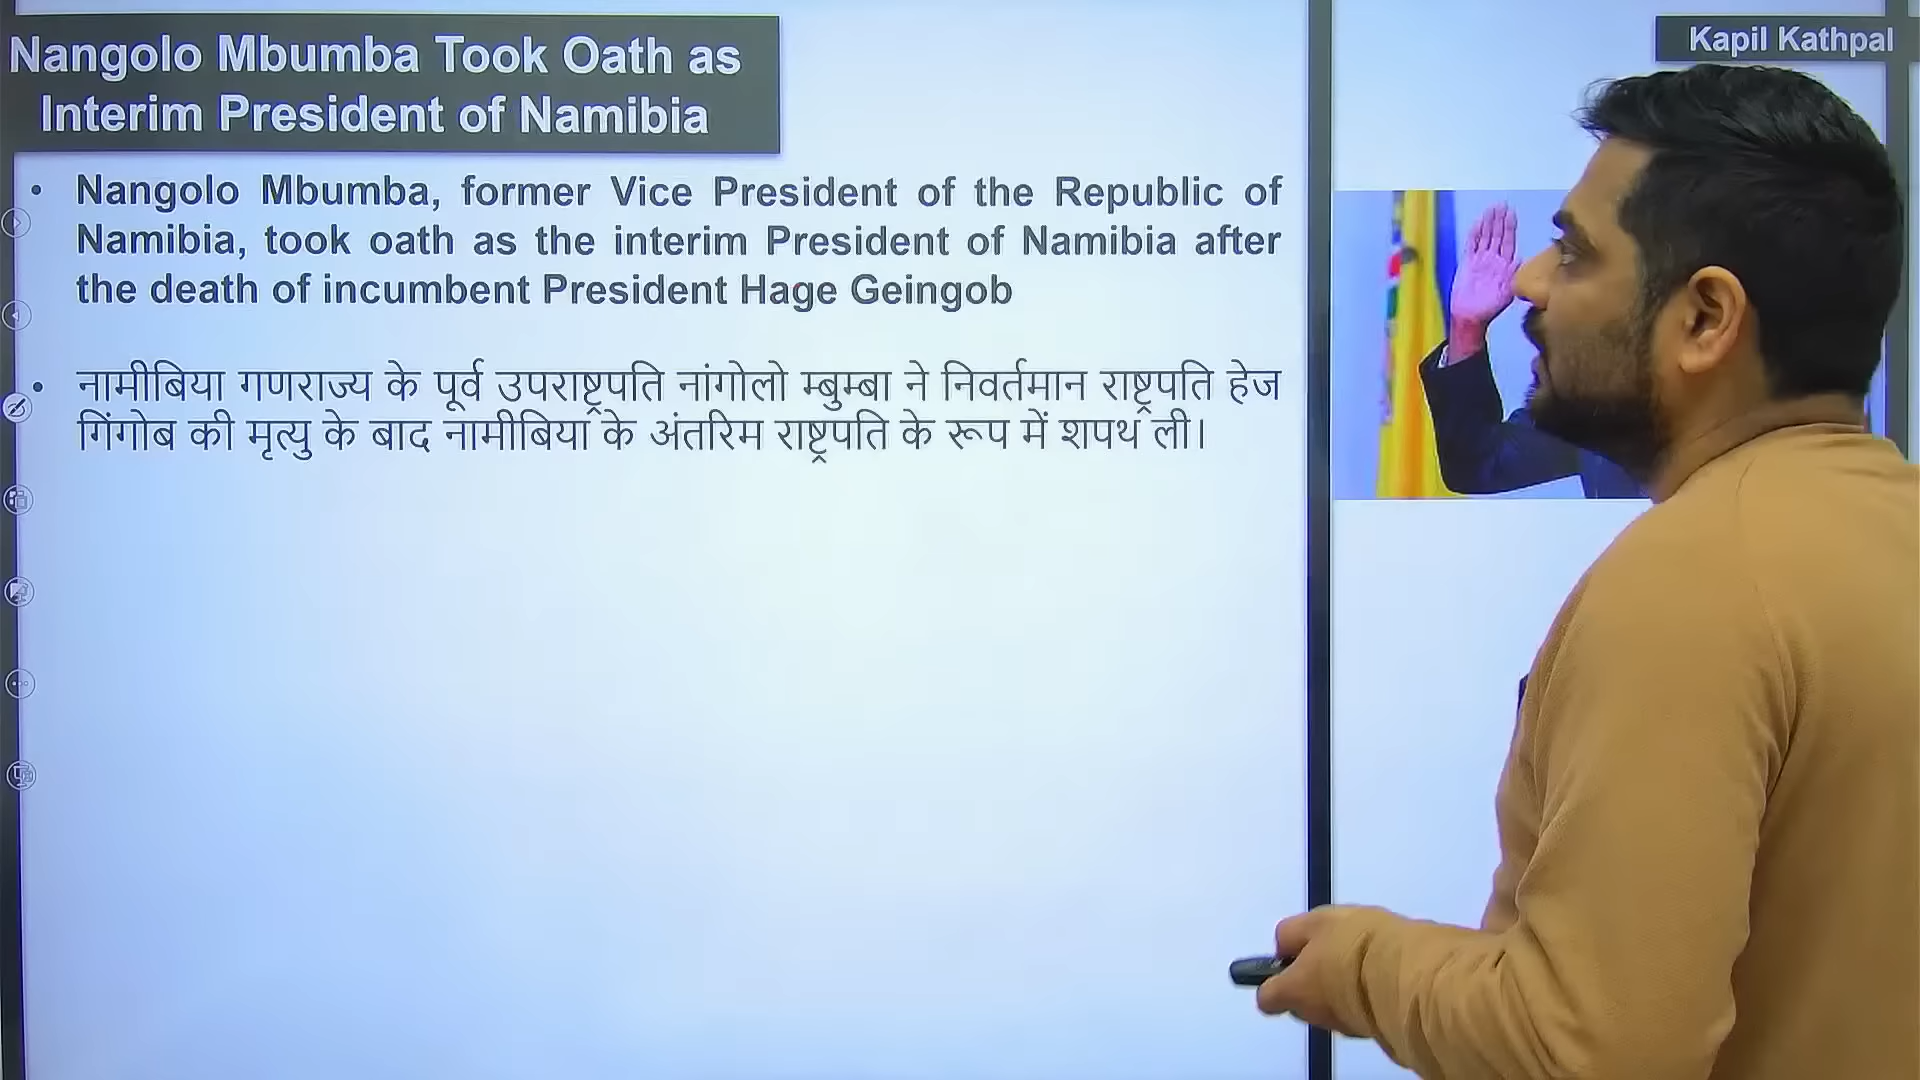 Nangolo Mbumba Took Oath as
Interim President of Namibia
Kapil Kathpal
• Nangolo Mbumba, former Vice President of the Republic of
Namibia, took oath as the interim President of Namibia after
the death of incumbent President Hage Geingob
• नामीबिया गणराज्य के पूर्व उपराष्ट्रपति नांगोलो म्बुम्बा ने निवर्तमान राष्ट्रपति हेज
गिंगोब की मृत्यु के बाद नामीबिया के अंतरिम राष्ट्रपति के रूप में शपथ ली।